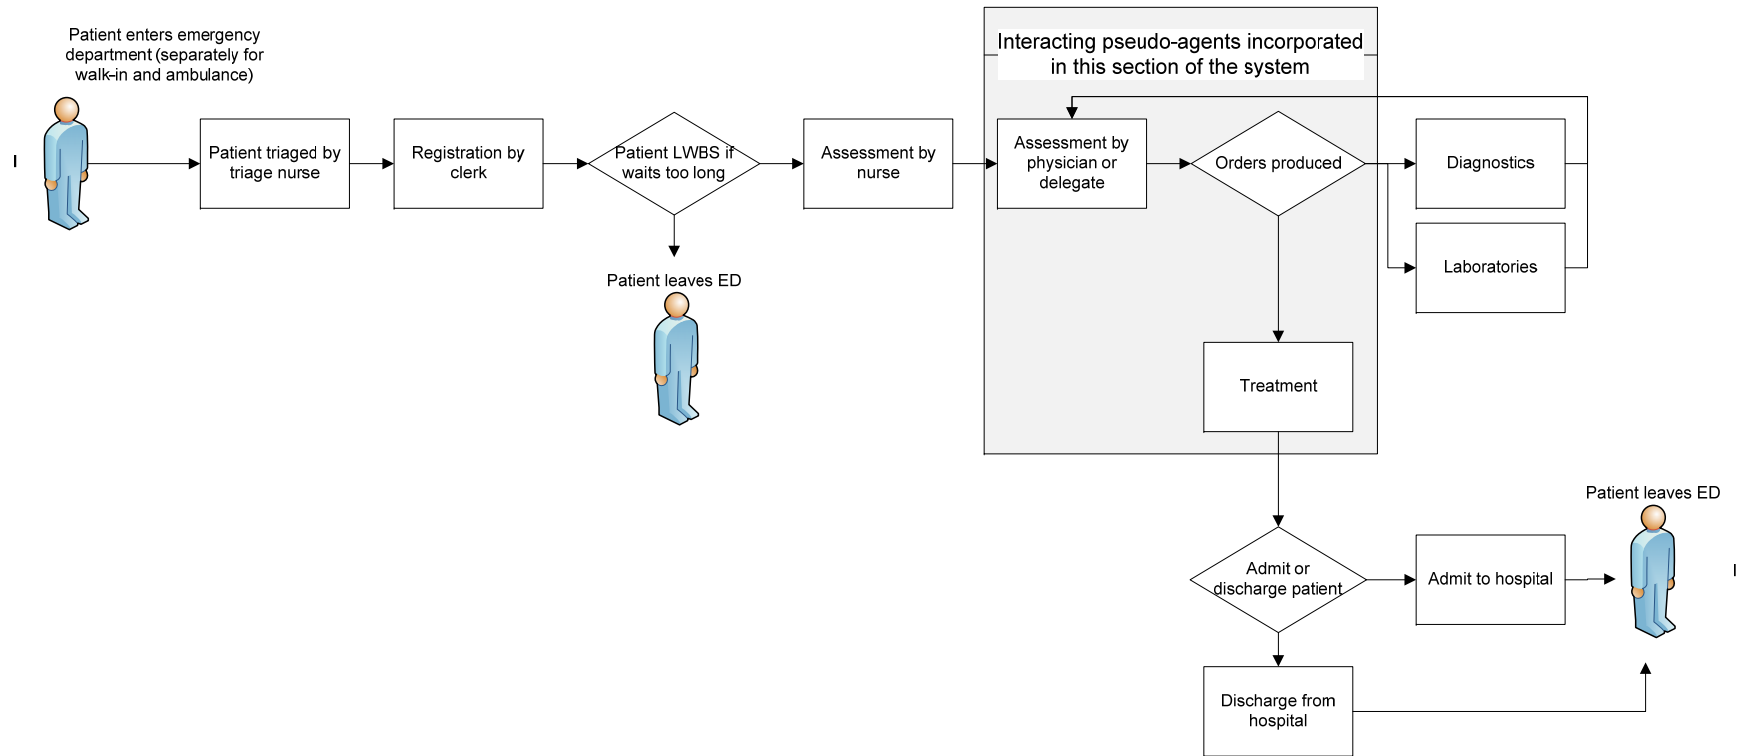 Patient enters emergency
department (separately for
walk-in and ambulance)
Patient triaged by
triage nurse
Registration by
clerk
Patient LWBS if
waits too long
Patient leaves ED
Assessment by
nurse
Interacting pseudo-agents incorporated
in this section of the system
Assessment by
physician or
delegate
Orders produced
Diagnostics
Laboratories
Treatment
Admit or
discharge patient
Admit to hospital
Patient leaves ED
Discharge from
hospital